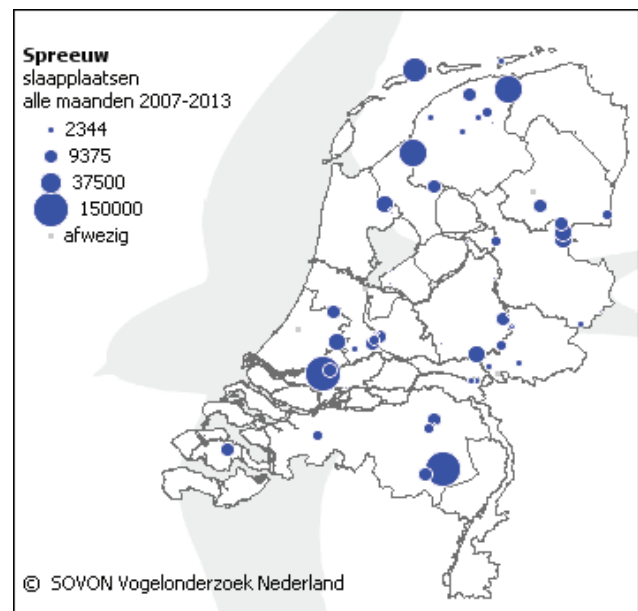 Spreeuw
slaapplaatsen
alle maanden 2007-2013
2344
9375
37500
150000
afwezig
© SOVON Vogelonderzoek Nederland